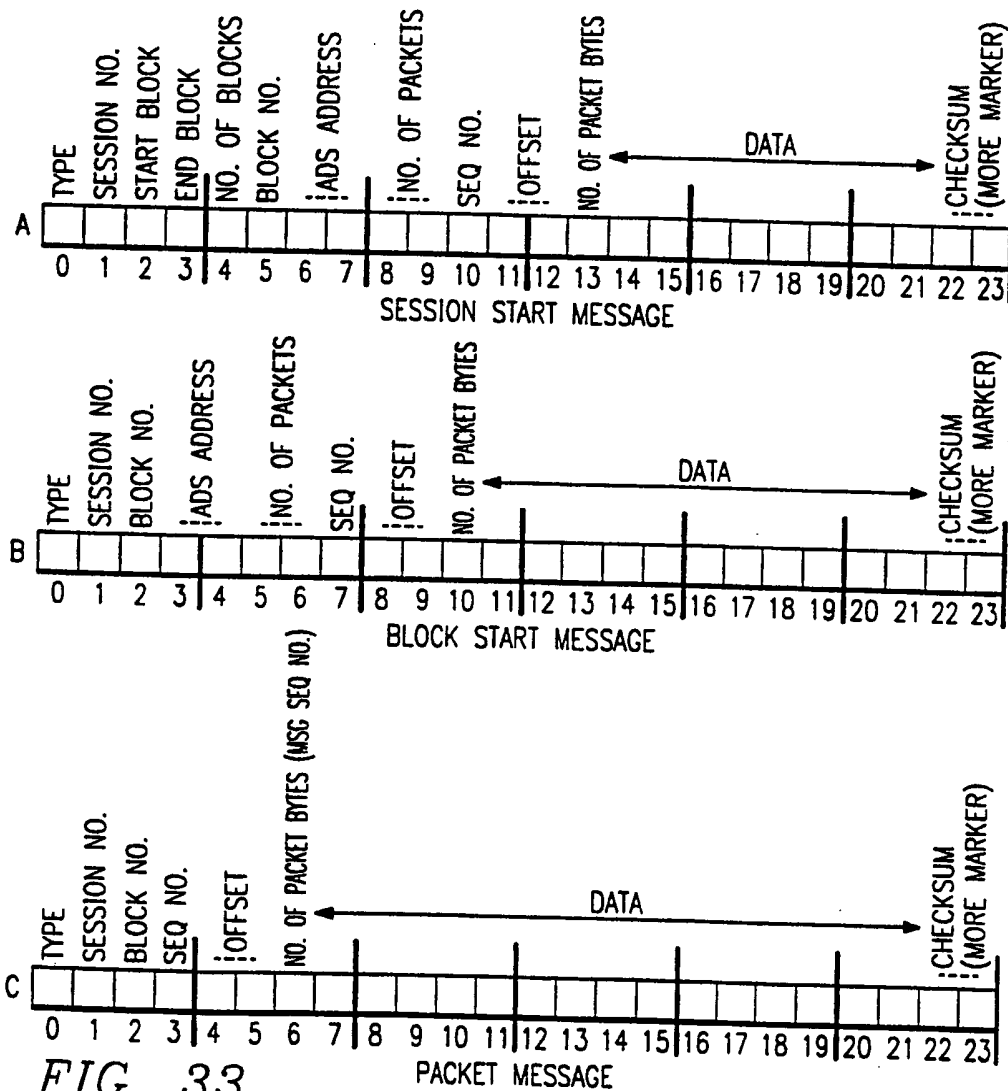 TYPE
SESSION NO.
START BLOCK
END BLOCK
NO. OF BLOCKS
BLOCK NO.
ADS ADDRESS
NO. OF PACKETS
SEQ NO.
OFFSET
NO. OF PACKET BYTES
DATA
CHECKSUM
(MORE MARKER)
A
0 1 2 3 4 5 6 7 8 9 10 11 12 13 14 15 16 17 18 19 20 21 22 23
SESSION START MESSAGE
TYPE
SESSION NO.
BLOCK NO.
ADS ADDRESS
NO. OF PACKETS
SEQ NO.
OFFSET
NO. OF PACKET BYTES
DATA
CHECKSUM
(MORE MARKER)
B
0 1 2 3 4 5 6 7 8 9 10 11 12 13 14 15 16 17 18 19 20 21 22 23
BLOCK START MESSAGE
TYPE
SESSION NO.
BLOCK NO.
SEQ NO.
OFFSET
NO. OF PACKET BYTES (MSG SEQ NO.)
DATA
CHECKSUM
(MORE MARKER)
C
0 1 2 3 4 5 6 7 8 9 10 11 12 13 14 15 16 17 18 19 20 21 22 23
PACKET MESSAGE
FIG. 33